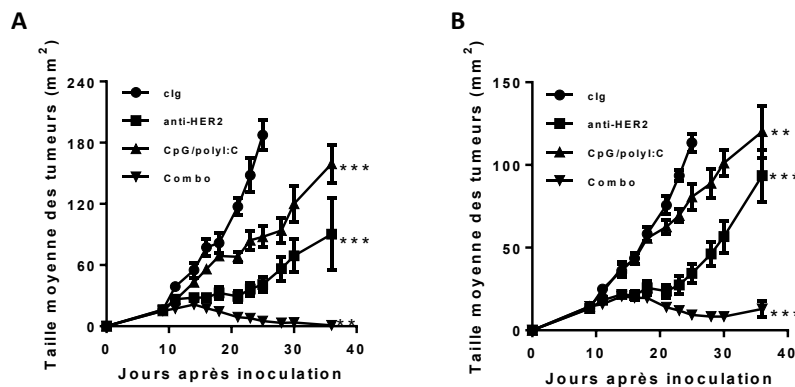 A
Taille moyenne des tumeurs (mm²)
240
180
120
60
0
cIg
anti-HER2
CpG/polyI:C
Combo
***
***
**
0 10 20 30 40
Jours après inoculation
B
Taille moyenne des tumeurs (mm²)
150
100
50
0
cIg
anti-HER2
CpG/polyI:C
Combo
**
***
***
0 10 20 30 40
Jours après inoculation